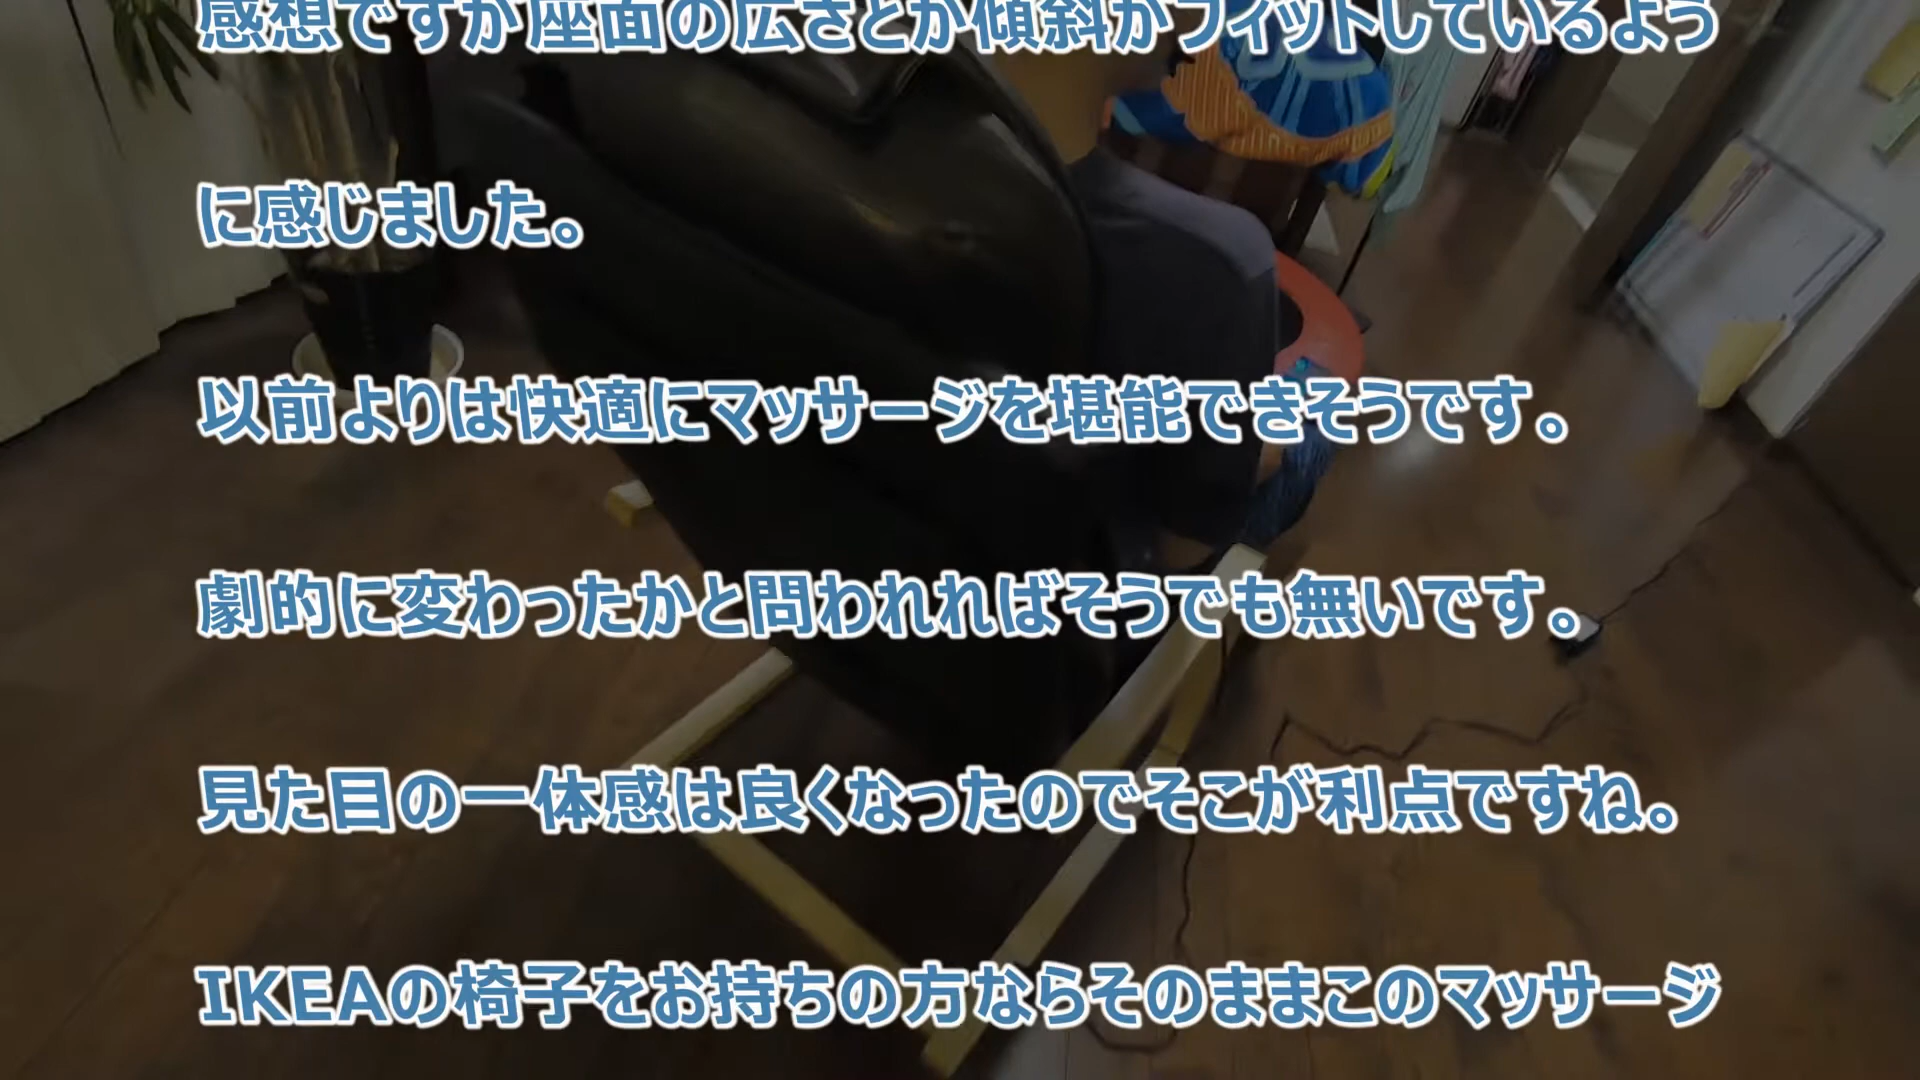 感想ですが座面の広さとか傾斜がフィットしているよう
に感じました。
以前よりは快適にマッサージを堪能できそうです。
劇的に変わったかと問われればそうでも無いです。
見た目の一体感は良くなったのでそこが利点ですね。
IKEAの椅子をお持ちの方ならそのままこのマッサージ